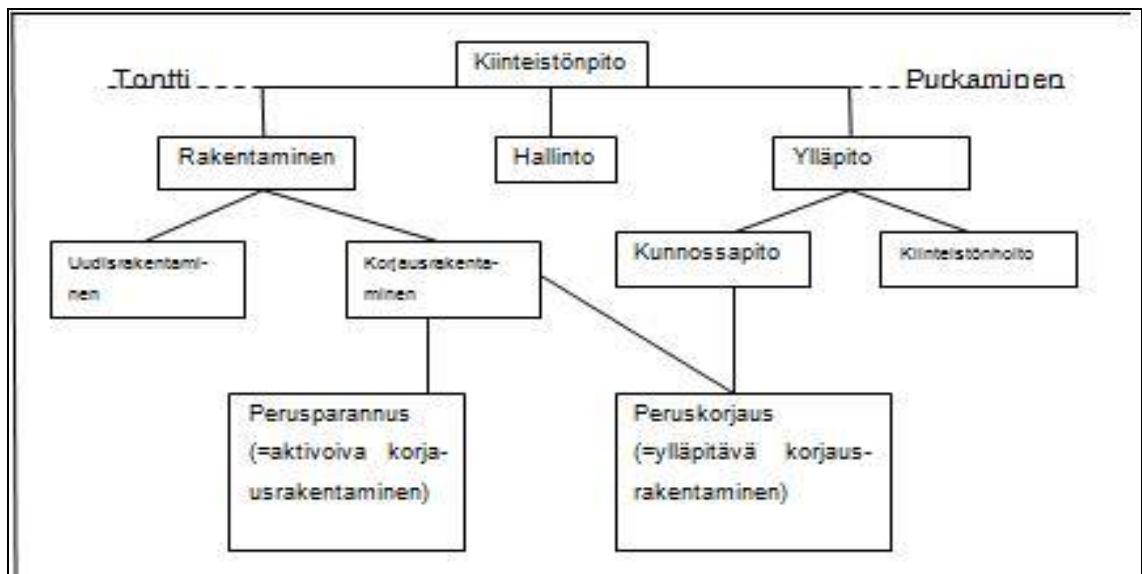 Kiinteistönpito
Tontti
Purkaminen
Rakentaminen
Hallinto
Ylläpito
Uudisrakentami-
nen
Korjausrakenta-
minen
Kunnossapito
Kiinteistönhoito
Perusparannus
(=aktivoiva korja-
usrakentaminen)
Peruskorjaus
(=ylläpitävä korjaus-
rakentaminen)